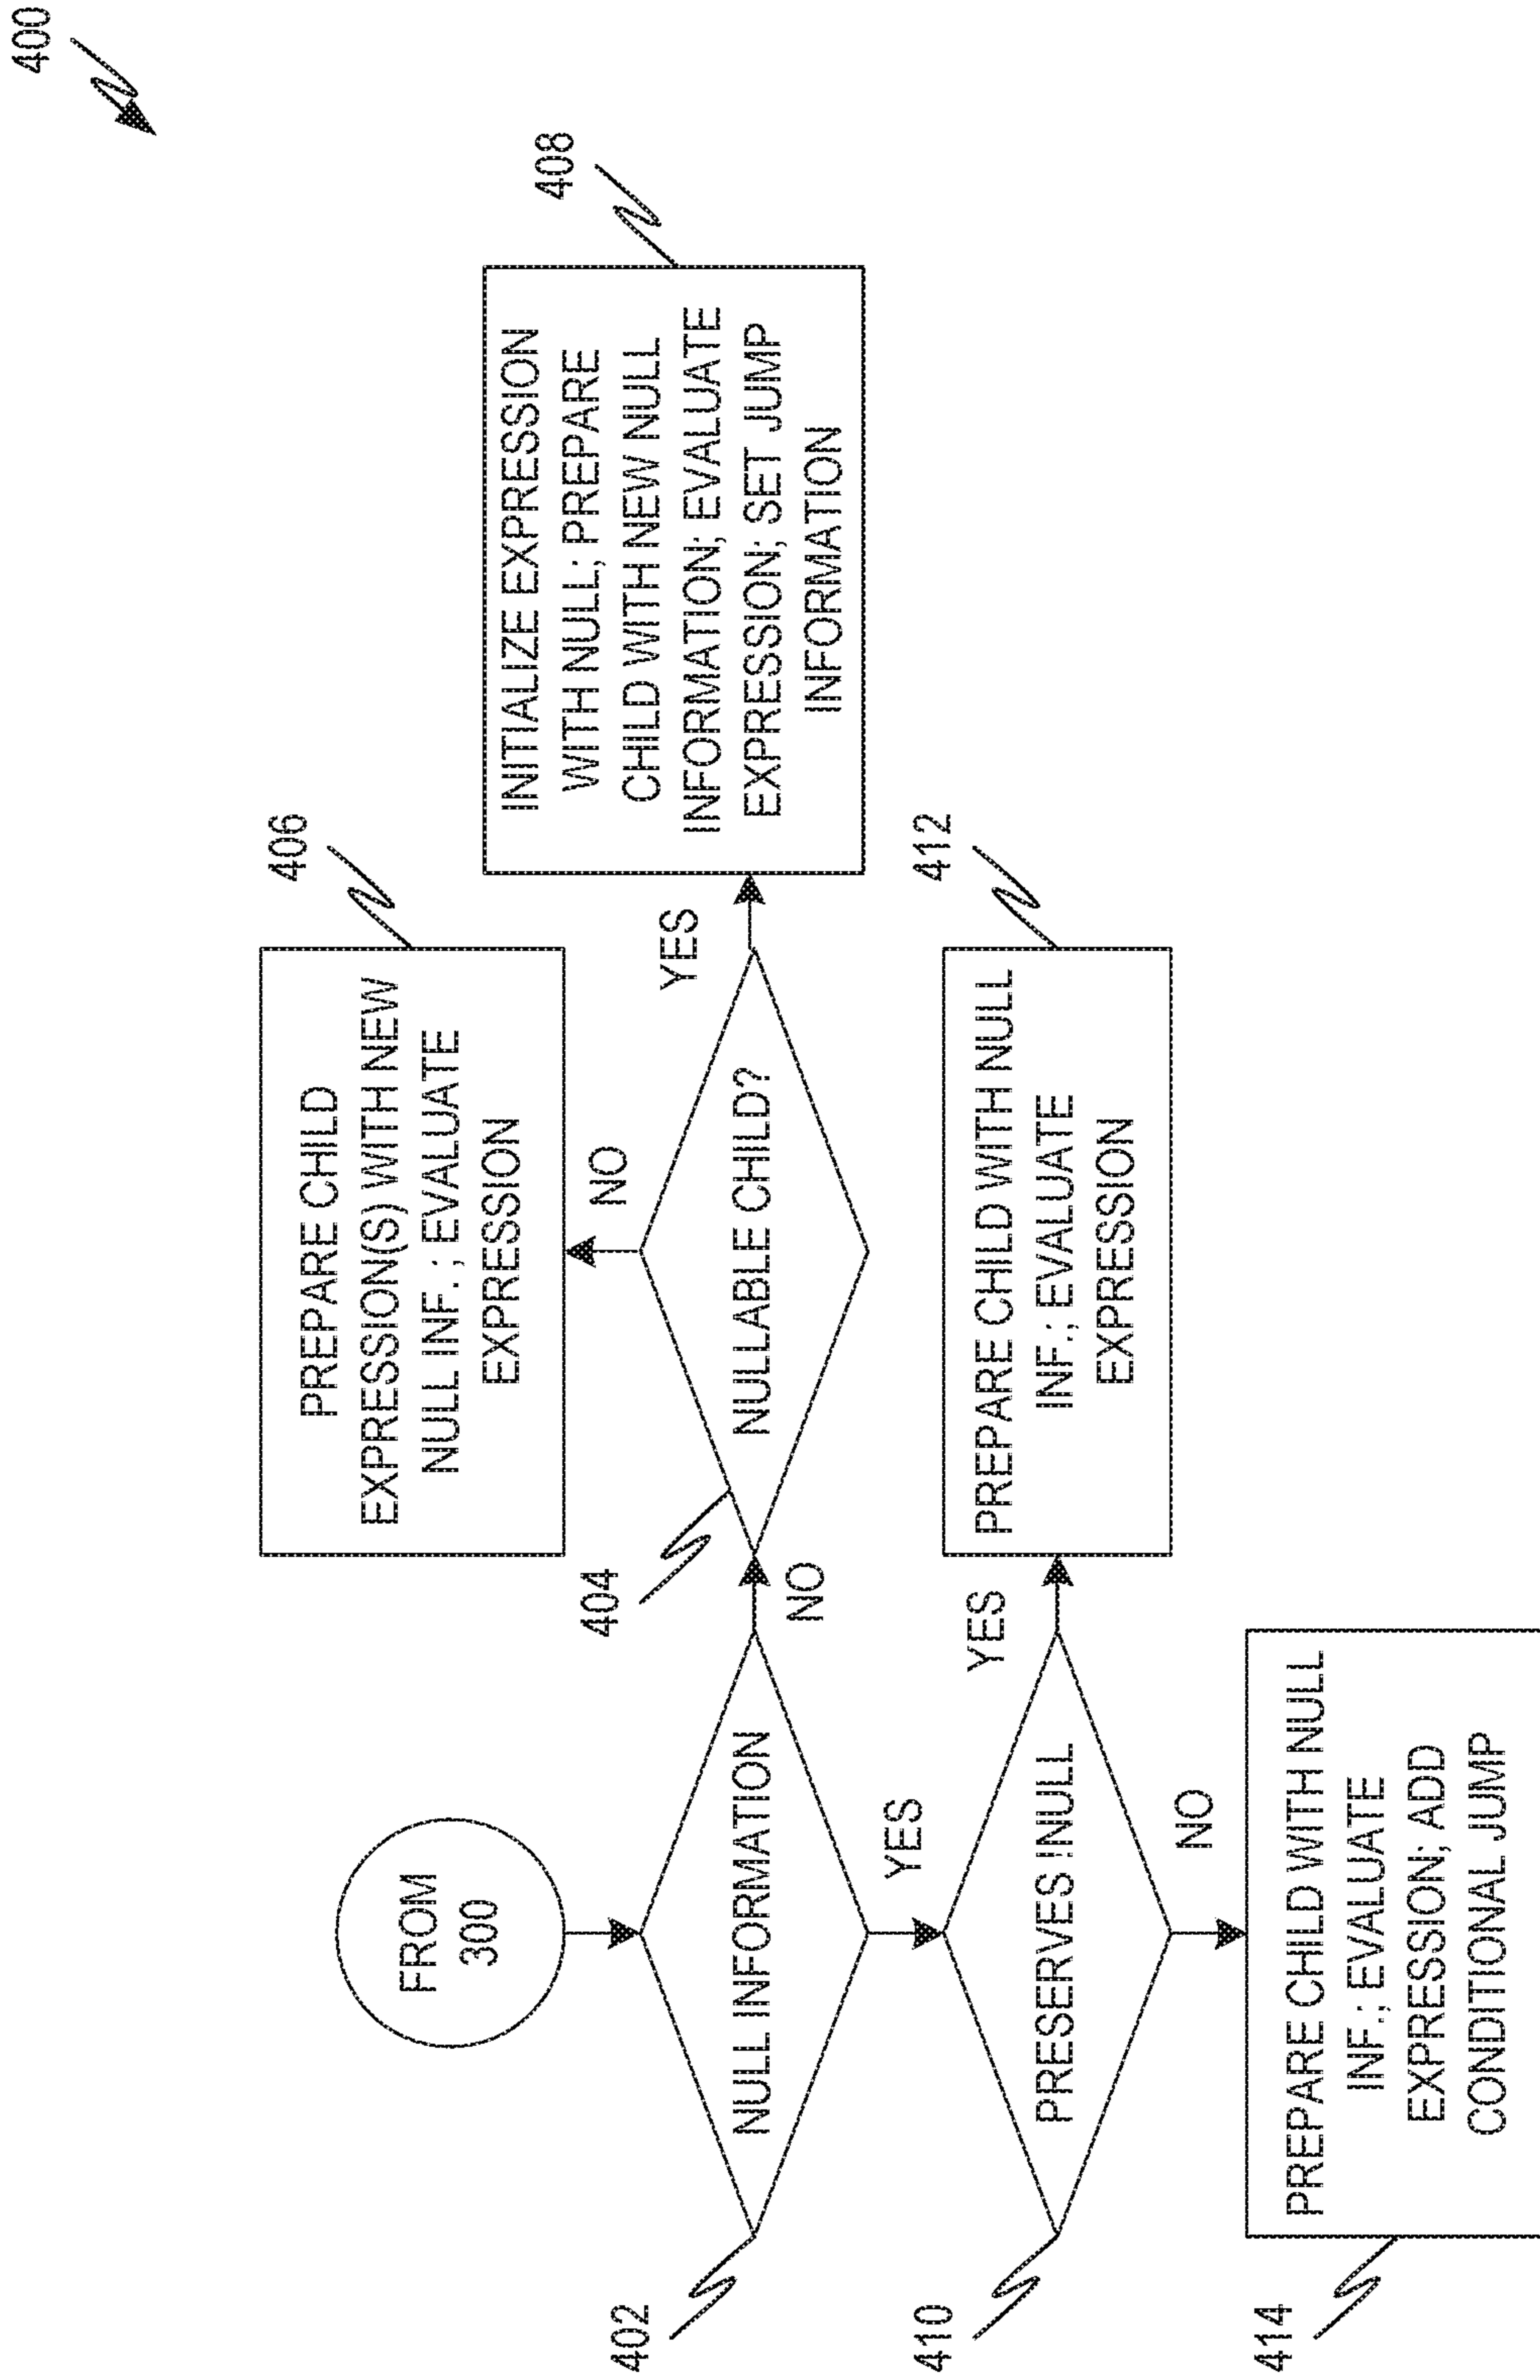 400
FROM
300
402
NULL INFORMATION
NO
YES
404
NULLABLE CHILD?
NO
YES
406
PREPARE CHILD
EXPRESSION(S) WITH NEW
NULL INF.; EVALUATE
EXPRESSION
408
INITIALIZE EXPRESSION
WITH NULL; PREPARE
CHILD WITH NEW NULL
INFORMATION; EVALUATE
EXPRESSION; SET JUMP
INFORMATION
410
PRESERVES !NULL
YES
NO
412
PREPARE CHILD WITH NULL
INF.; EVALUATE
EXPRESSION
414
PREPARE CHILD WITH NULL
INF.; EVALUATE
EXPRESSION; ADD
CONDITIONAL JUMP